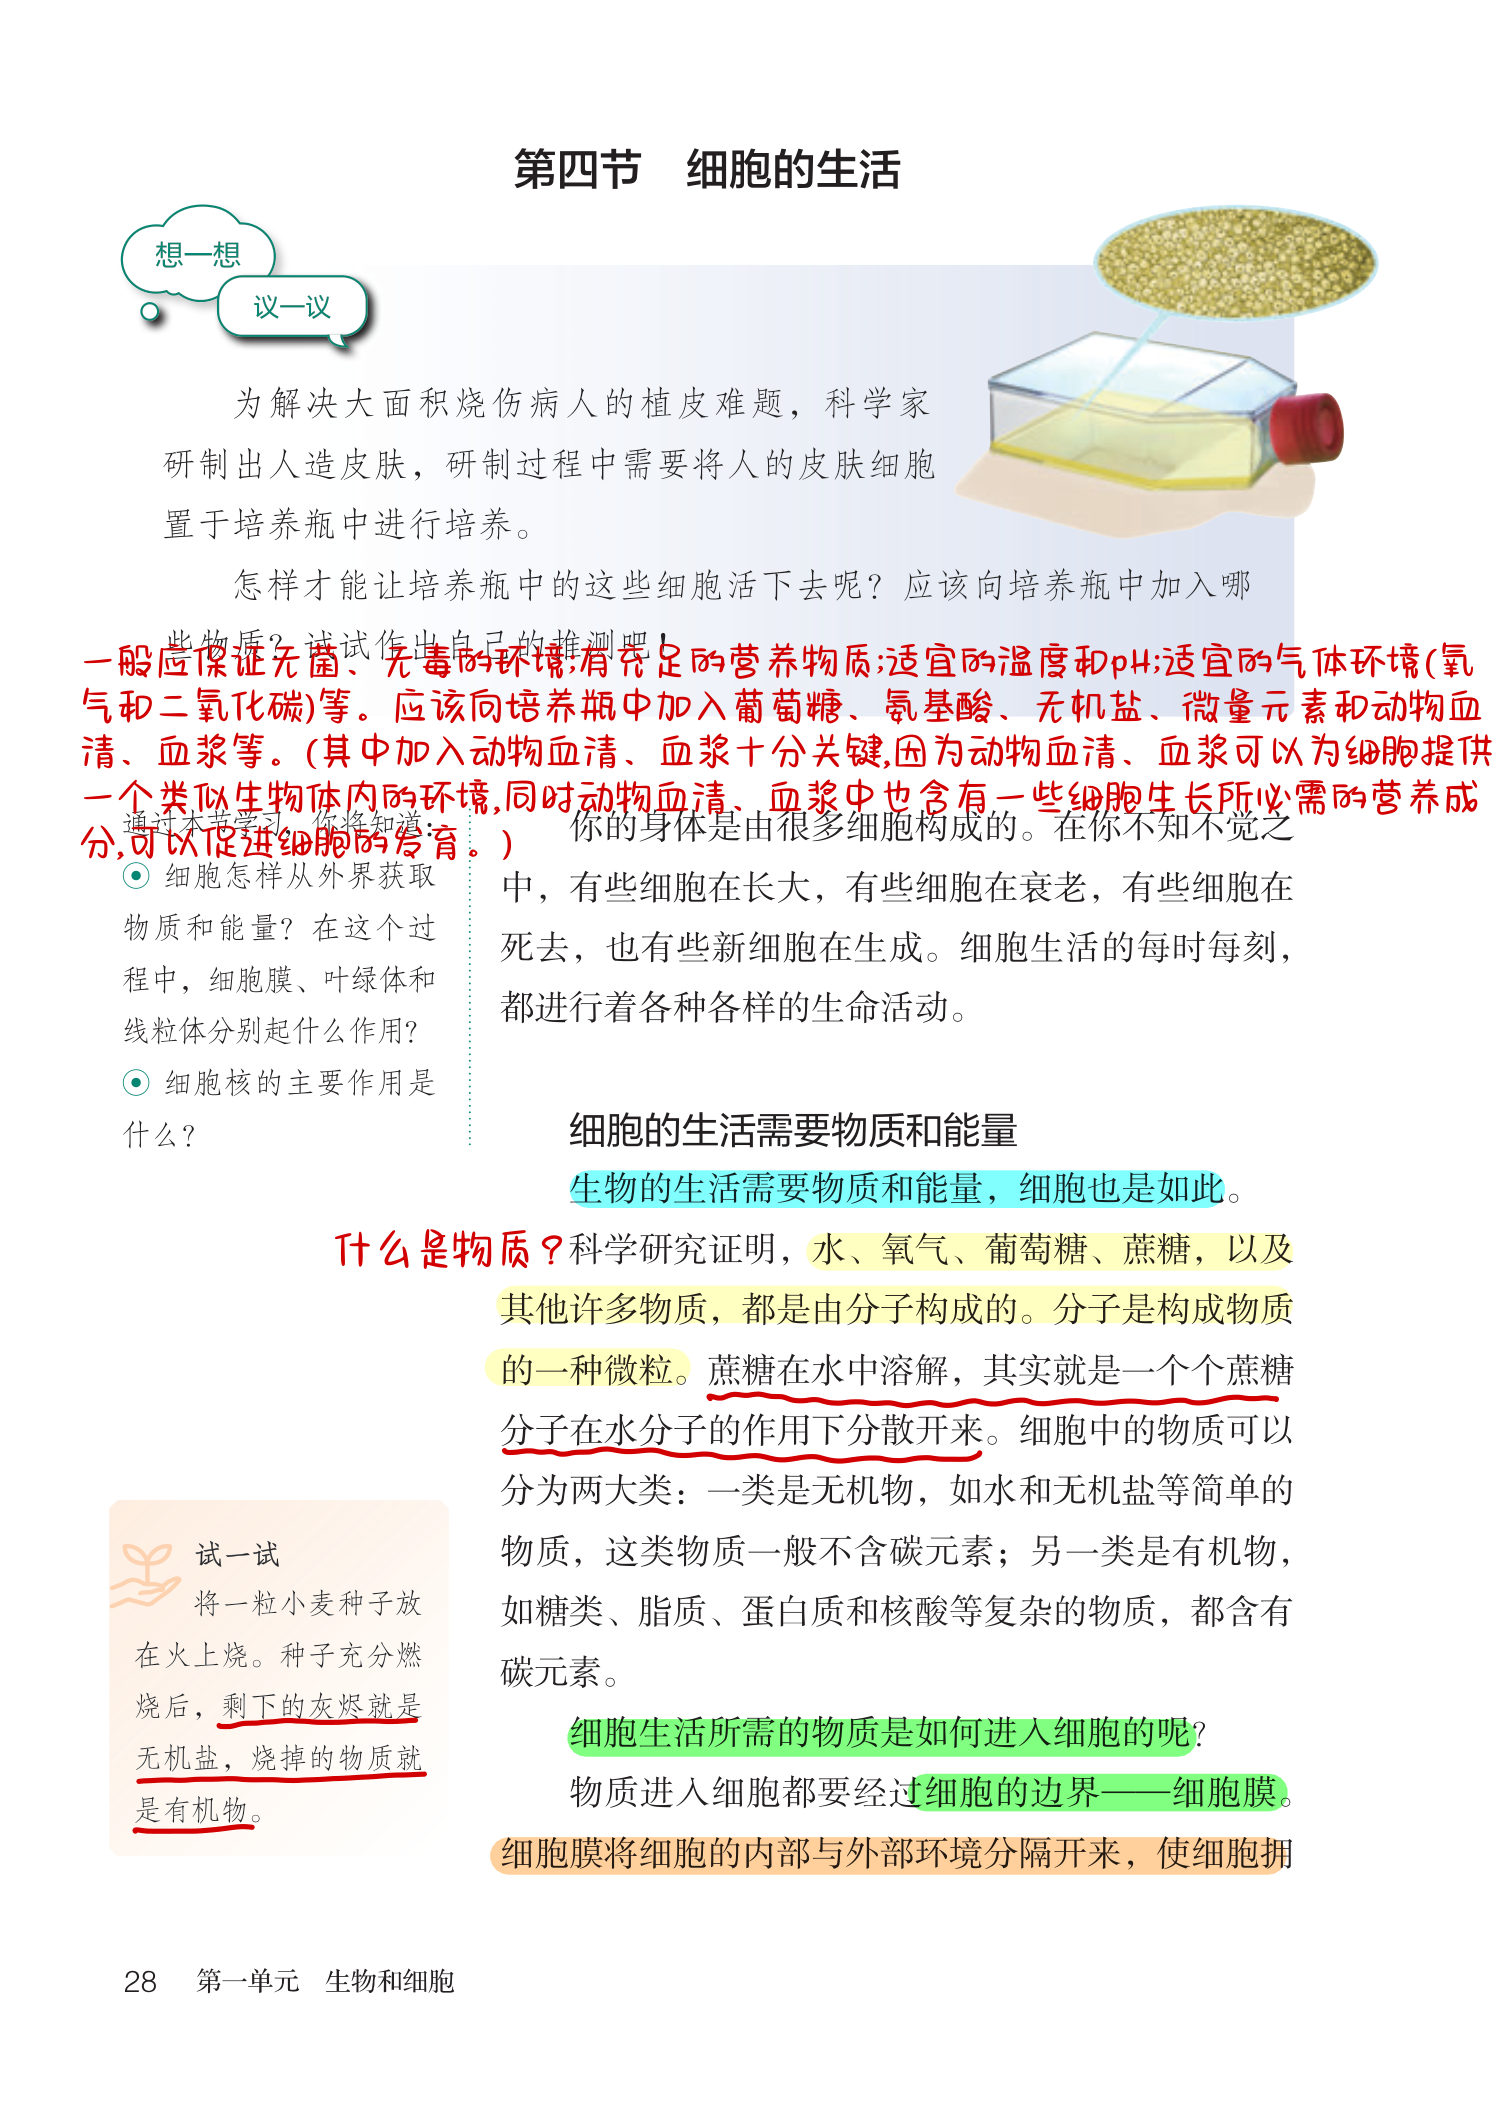 第四节 细胞的生活
想一想
议一议
为解决大面积烧伤病人的植皮难题，科学家
研制出人造皮肤，研制过程中需要将人的皮肤细胞
置于培养瓶中进行培养。
怎样才能让培养瓶中的这些细胞活下去呢？应该向培养瓶中加入哪
些物质？试试作出自己的推测吧！
一般应保证无菌、无毒的环境;有充足的营养物质;适宜的温度和pH;适宜的气体环境(氧
气和二氧化碳)等。应该向培养瓶中加入葡萄糖、氨基酸、无机盐、微量元素和动物血
清、血浆等。(其中加入动物血清、血浆十分关键,因为动物血清、血浆可以为细胞提供
一个类似生物体内的环境,同时动物血清、血浆中也含有一些细胞生长所必需的营养成
分,可以促进细胞的发育。)
通过本节学习，你将知道：
细胞怎样从外界获取
物质和能量？在这个过
程中，细胞膜、叶绿体和
线粒体分别起什么作用？
细胞核的主要作用是
什么？
你的身体是由很多细胞构成的。在你不知不觉之
中，有些细胞在长大，有些细胞在衰老，有些细胞在
死去，也有些新细胞在生成。细胞生活的每时每刻，
都进行着各种各样的生命活动。
细胞的生活需要物质和能量
生物的生活需要物质和能量，细胞也是如此。
什么是物质？
科学研究证明，水、氧气、葡萄糖、蔗糖，以及
其他许多物质，都是由分子构成的。分子是构成物质
的一种微粒。蔗糖在水中溶解，其实就是一个个蔗糖
分子在水分子的作用下分散开来。细胞中的物质可以
分为两大类：一类是无机物，如水和无机盐等简单的
物质，这类物质一般不含碳元素；另一类是有机物，
如糖类、脂质、蛋白质和核酸等复杂的物质，都含有
碳元素。
细胞生活所需的物质是如何进入细胞的呢？
物质进入细胞都要经过细胞的边界——细胞膜。
细胞膜将细胞的内部与外部环境分隔开来，使细胞拥
试一试
将一粒小麦种子放
在火上烧。种子充分燃
烧后，剩下的灰烬就是
无机盐，烧掉的物质就
是有机物。
28 第一单元 生物和细胞